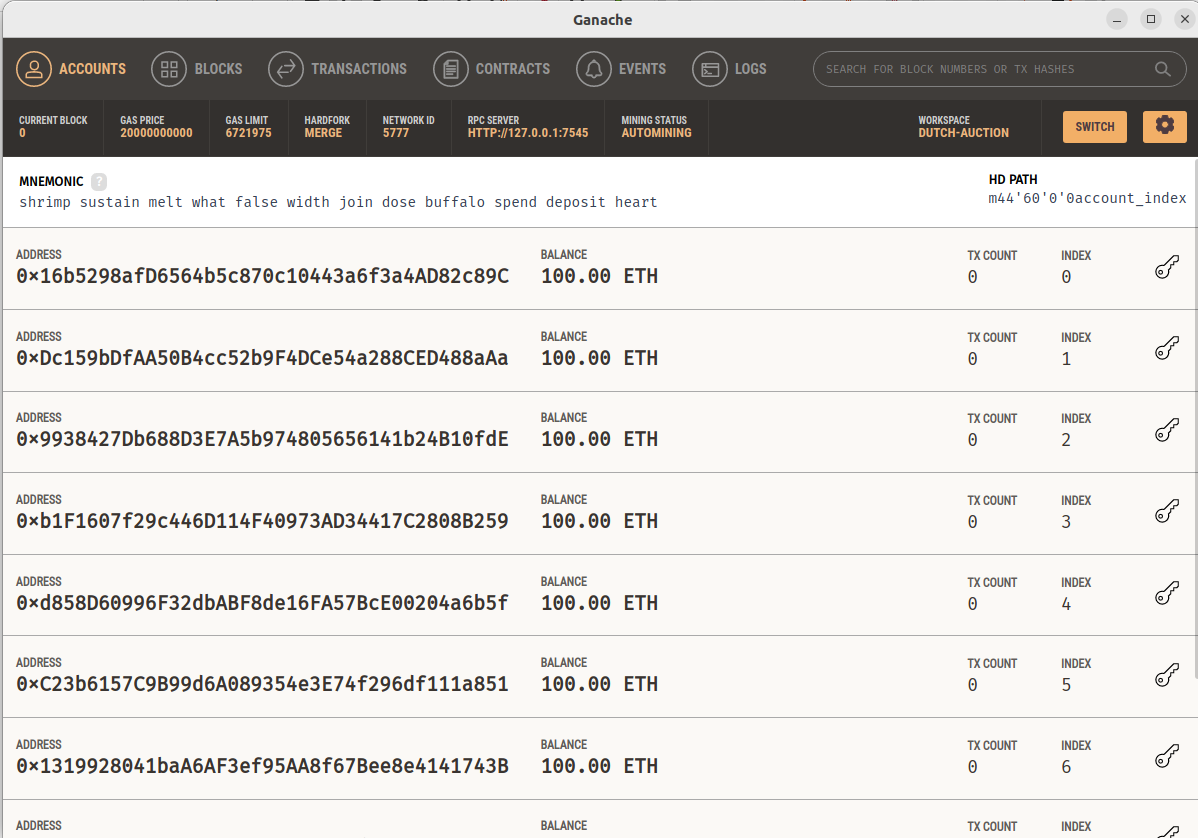 Ganache
ACCOUNTS BLOCKS TRANSACTIONS CONTRACTS EVENTS LOGS SEARCH FOR BLOCK NUMBERS OR TX HASHES
CURRENT BLOCK GAS PRICE GAS LIMIT HARDFORK NETWORK ID RPC SERVER MINING STATUS WORKSPACE
0 20000000000 6721975 MERGE 5777 HTTP://127.0.0.1:7545 AUTOMINING DUTCH-AUCTION SWITCH
MNEMONIC ? HD PATH
shrimp sustain melt what false width join dose buffalo spend deposit heart m44'60'0'0account_index
ADDRESS BALANCE TX COUNT INDEX
0×16b5298afD6564b5c870c10443a6f3a4AD82c89C 100.00 ETH 0 0
ADDRESS BALANCE TX COUNT INDEX
0×Dc159bDfAA50B4cc52b9F4DCe54a288CED488aAa 100.00 ETH 0 1
ADDRESS BALANCE TX COUNT INDEX
0×9938427Db688D3E7A5b974805656141b24B10fdE 100.00 ETH 0 2
ADDRESS BALANCE TX COUNT INDEX
0×b1F1607f29c446D114F40973AD34417C2808B259 100.00 ETH 0 3
ADDRESS BALANCE TX COUNT INDEX
0×d858D60996F32dbABF8de16FA57BcE00204a6b5f 100.00 ETH 0 4
ADDRESS BALANCE TX COUNT INDEX
0×C23b6157C9B99d6A089354e3E74f296df111a851 100.00 ETH 0 5
ADDRESS BALANCE TX COUNT INDEX
0×1319928041baA6AF3ef95AA8f67Bee8e4141743B 100.00 ETH 0 6
ADDRESS BALANCE TX COUNT INDEX